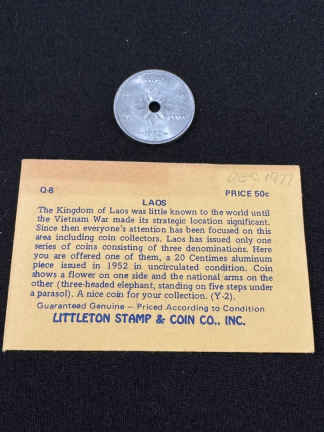 DEC 1977
Q-8
PRICE 50c
LAOS
The Kingdom of Laos was little known to the world until
the Vietnam War made its strategic location significant.
Since then everyone's attention has been focused on this
area including coin collectors. Laos has issued only one
series of coins consisting of three denominations. Here
you are offered one of them, a 20 Centimes aluminum
piece issued in 1952 in uncirculated condition. Coin
shows a flower on one side and the national arms on the
other (three-headed elephant, standing on five steps under
a parasol). A nice coin for your collection. (Y-2).
Guaranteed Genuine — Priced According to Condition
LITTLETON STAMP & COIN CO., INC.